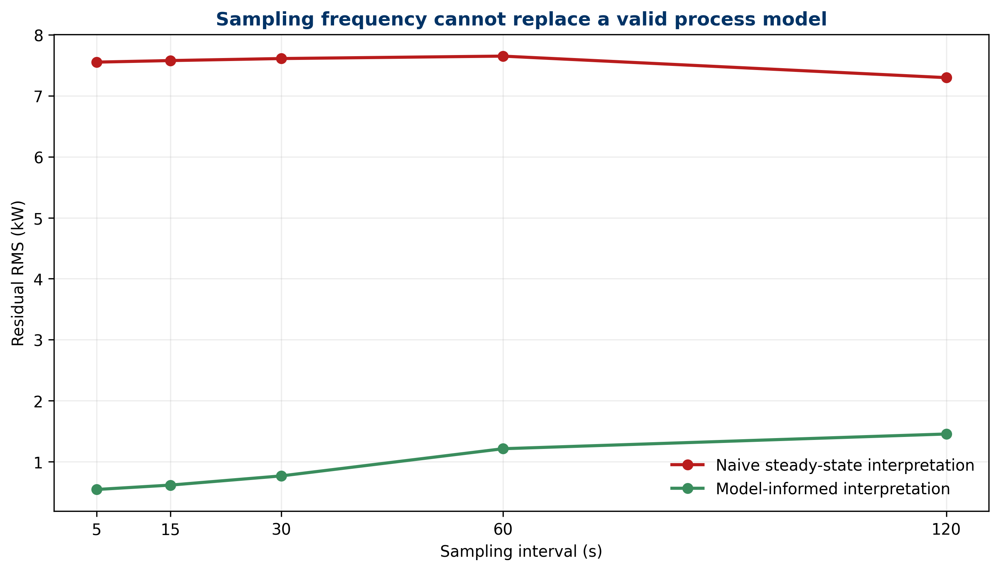 Sampling frequency cannot replace a valid process model
8
7
6
5
4
3
2
1
Residual RMS (kW)
Naive steady-state interpretation
Model-informed interpretation
5 15 30 60 120
Sampling interval (s)